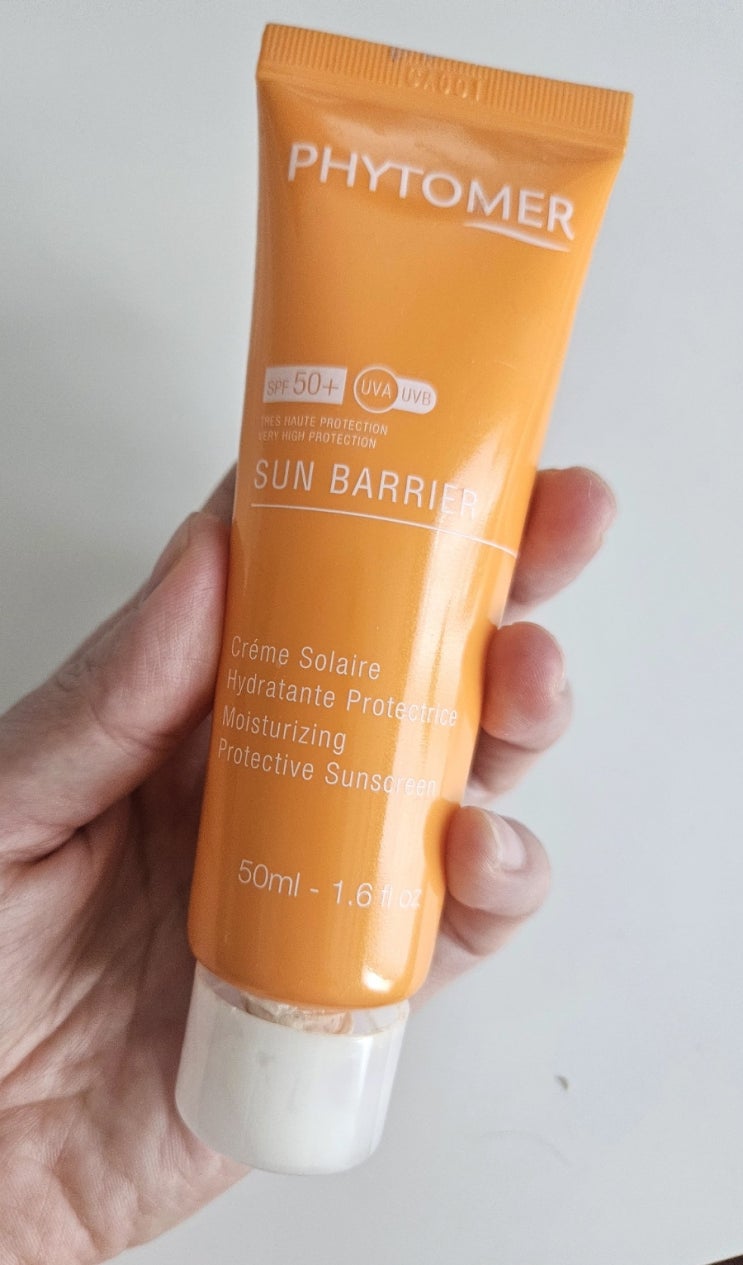 PHYTOMER
SPF 50+ UVA UVB
TRÈS HAUTE PROTECTION
VERY HIGH PROTECTION
SUN BARRIER
Créme Solaire
Hydratante Protectrice
Moisturizing
Protective Sunscreen
50ml - 1.6 fl oz